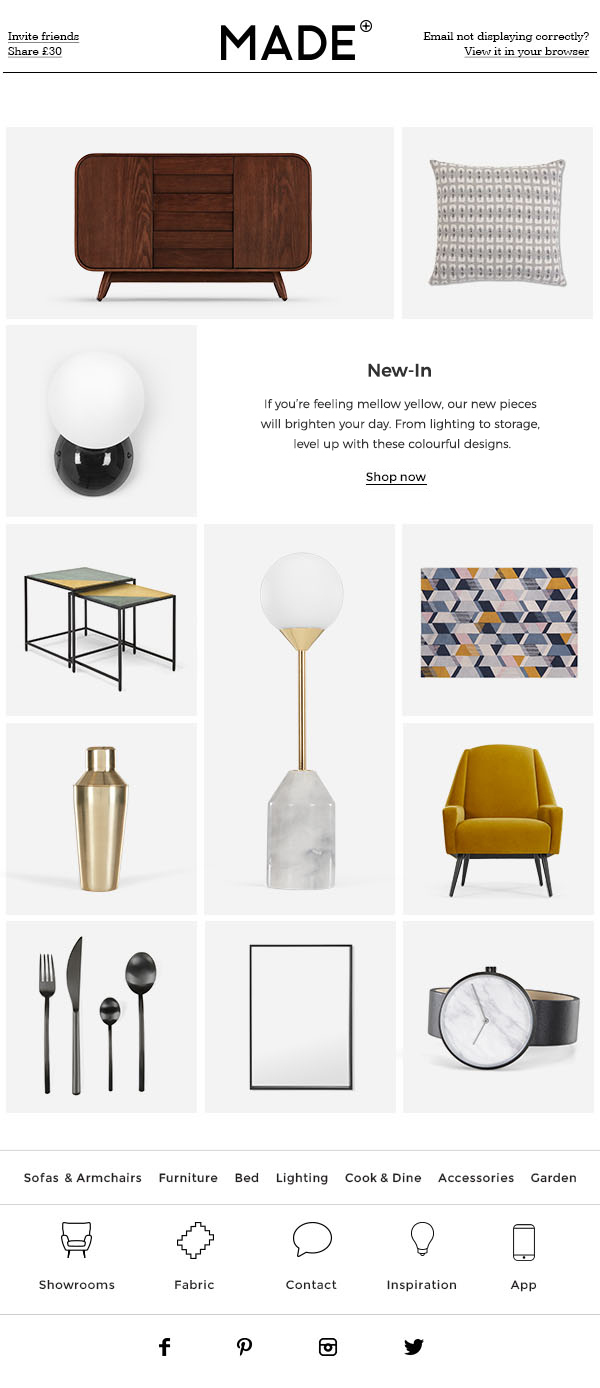 Invite friends
Share £30
MADE
Email not displaying correctly?
View it in your browser
New-In
If you’re feeling mellow yellow, our new pieces
will brighten your day. From lighting to storage,
level up with these colourful designs.
Shop now
Sofas & Armchairs Furniture Bed Lighting Cook & Dine Accessories Garden
Showrooms Fabric Contact Inspiration App